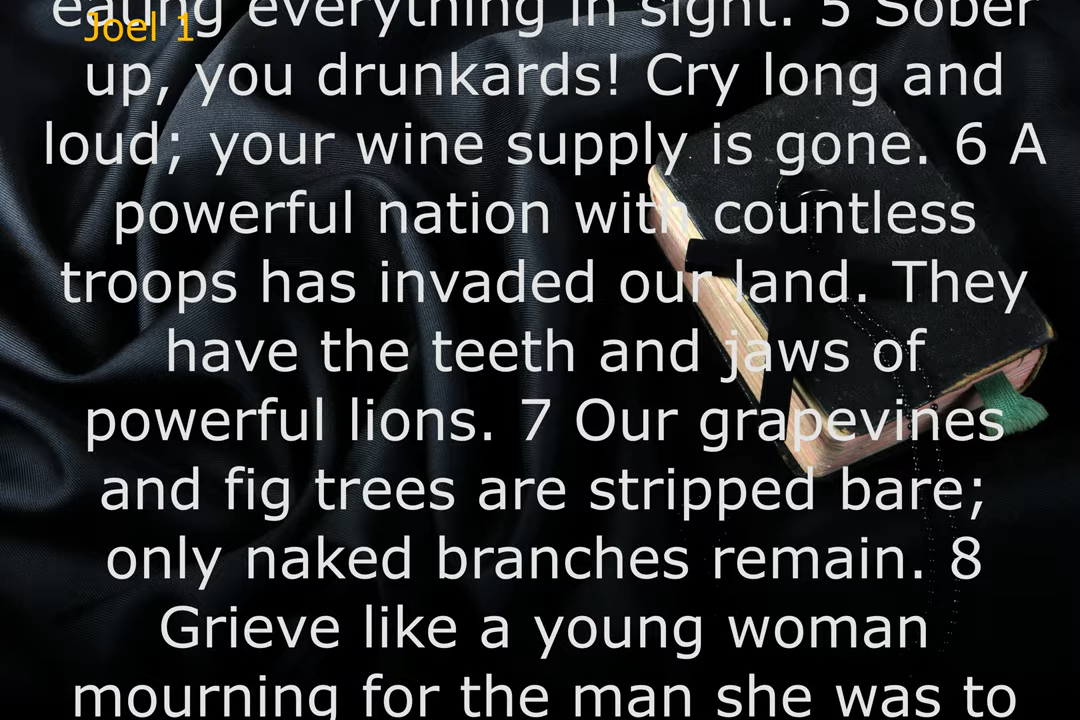 eating everything in sight. 5 Sober
Joel 1
up, you drunkards! Cry long and
loud; your wine supply is gone. 6 A
powerful nation with countless
troops has invaded our land. They
have the teeth and jaws of
powerful lions. 7 Our grapevines
and fig trees are stripped bare;
only naked branches remain. 8
Grieve like a young woman
mourning for the man she was to